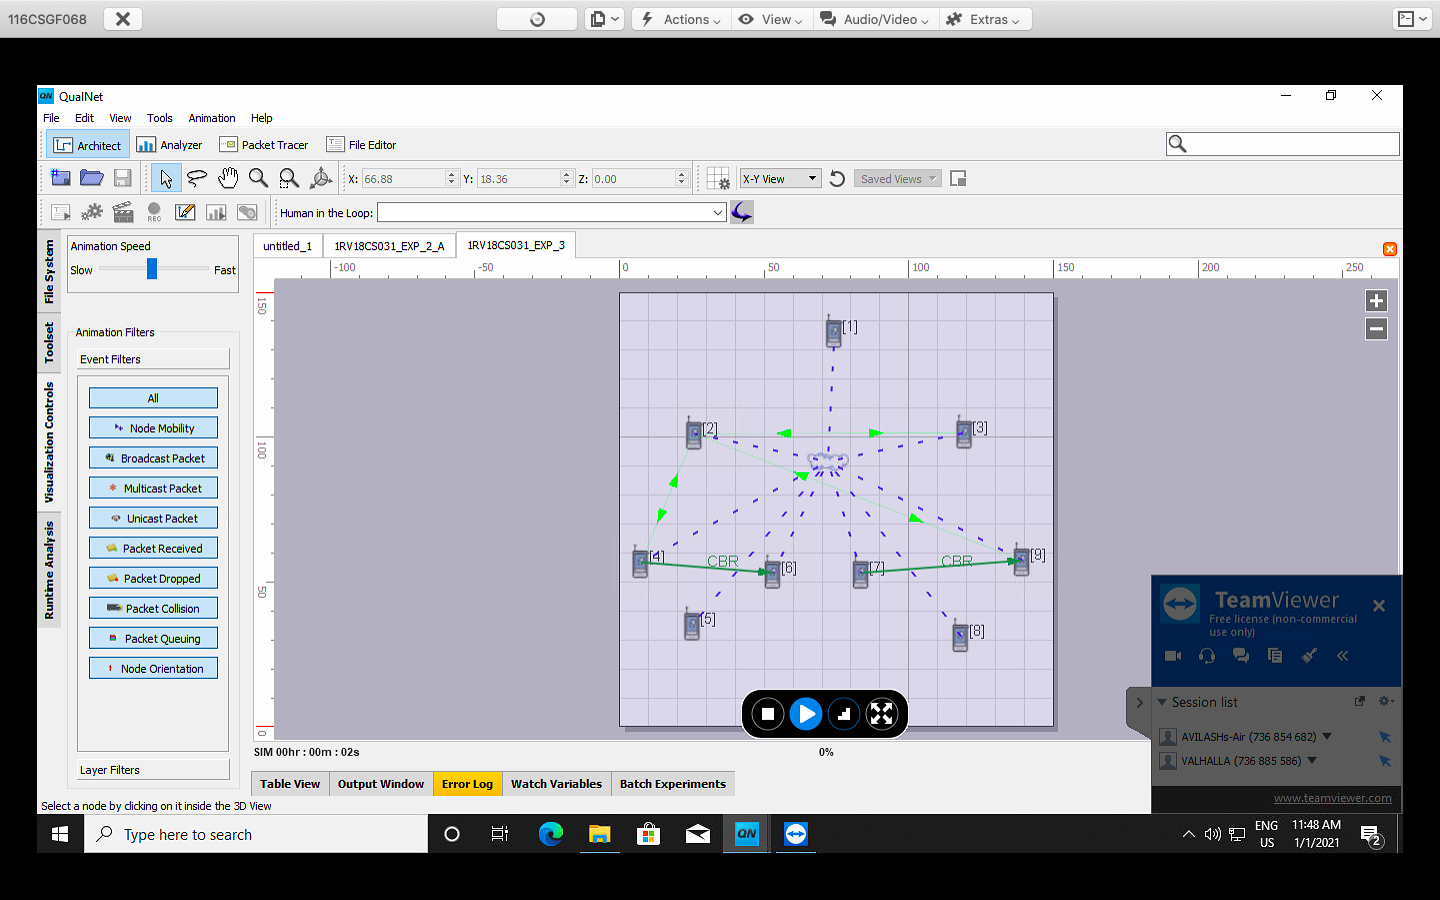 116CSGF068
Actions
View
Audio/Video
Extras
QN QualNet
File Edit View Tools Animation Help
Architect Analyzer Packet Tracer File Editor
X: 66.88 Y: 18.36 Z: 0.00 X-Y View Saved Views
REC Human in the Loop:
File System
Toolset
Visualization Controls
Runtime Analysis
Animation Speed
Slow Fast
Animation Filters
Event Filters
All
Node Mobility
Broadcast Packet
Multicast Packet
Unicast Packet
Packet Received
Packet Dropped
Packet Collision
Packet Queuing
Node Orientation
Layer Filters
untitled_1 1RV18CS031_EXP_2_A 1RV18CS031_EXP_3
-100 -50 0 50 100 150 200 250
150
100
50
0
[1]
[2]
[3]
[4]
[9]
CBR
CBR
[6]
[7]
[5]
[8]
SIM 00hr : 00m : 02s 0%
Table View Output Window Error Log Watch Variables Batch Experiments
Select a node by clicking on it inside the 3D View
TeamViewer
Free license (non-commercial
use only)
Session list
AVILASHs-Air (736 854 682)
VALHALLA (736 885 586)
www.teamviewer.com
Type here to search
QN
ENG
US
11:48 AM
1/1/2021
2